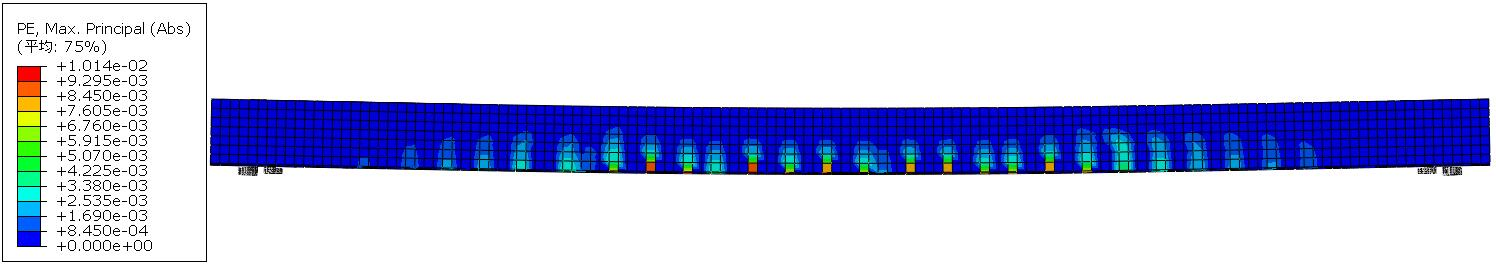 PE, Max. Principal (Abs)
(平均: 75%)
+1.014e-02
+9.295e-03
+8.450e-03
+7.605e-03
+6.760e-03
+5.915e-03
+5.070e-03
+4.225e-03
+3.380e-03
+2.535e-03
+1.690e-03
+8.450e-04
+0.000e+00